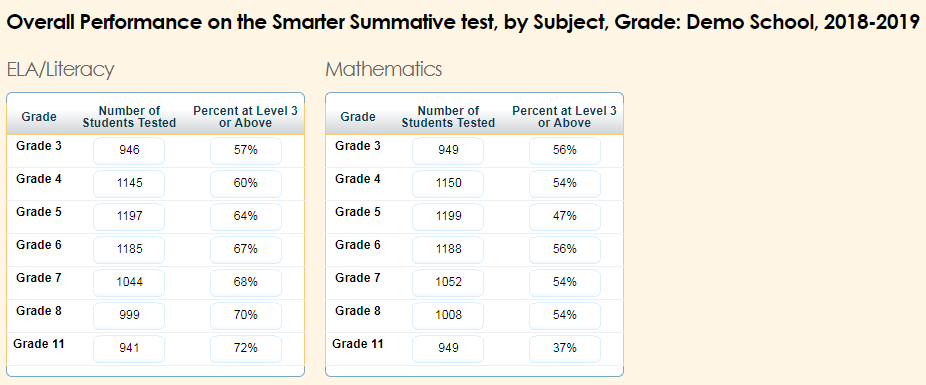 Overall Performance on the Smarter Summative test, by Subject, Grade: Demo School, 2018-2019
ELA/Literacy
Grade Number of Students Tested Percent at Level 3 or Above
Grade 3 946 57%
Grade 4 1145 60%
Grade 5 1197 64%
Grade 6 1185 67%
Grade 7 1044 68%
Grade 8 999 70%
Grade 11 941 72%
Mathematics
Grade Number of Students Tested Percent at Level 3 or Above
Grade 3 949 56%
Grade 4 1150 54%
Grade 5 1199 47%
Grade 6 1188 56%
Grade 7 1052 54%
Grade 8 1008 54%
Grade 11 949 37%